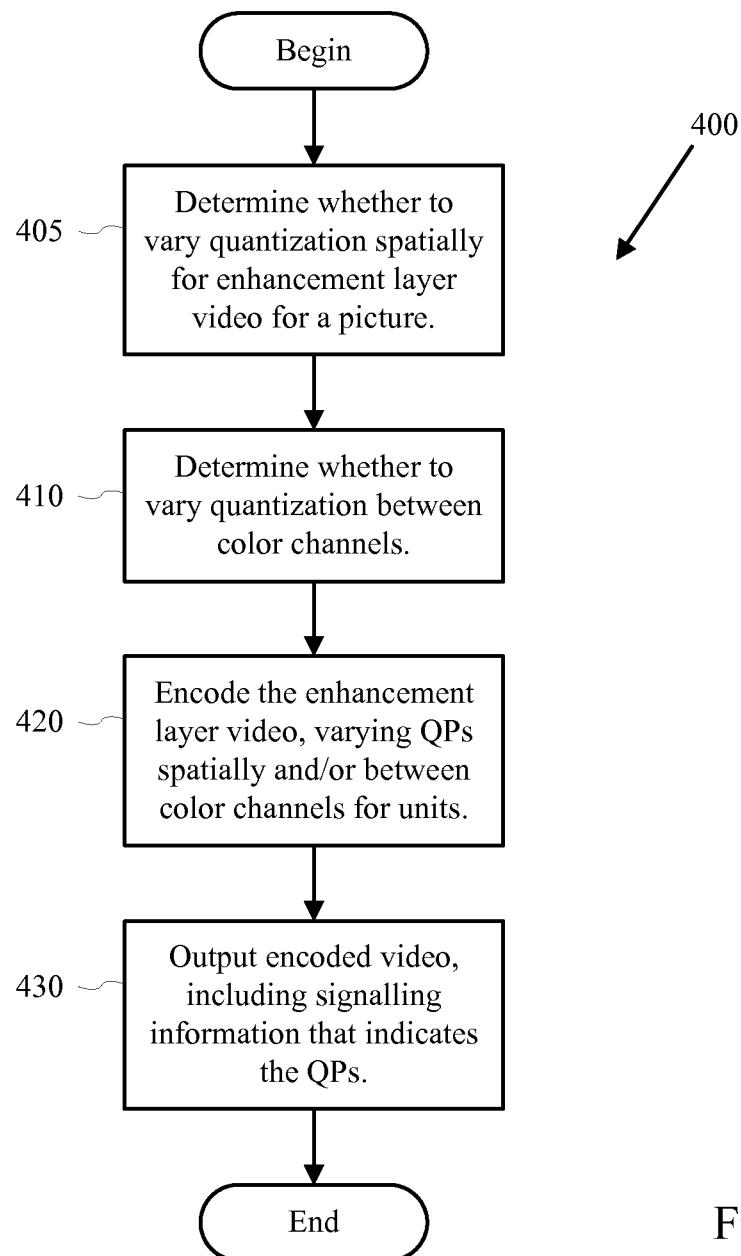 Begin
400
405
Determine whether to
vary quantization spatially
for enhancement layer
video for a picture.
410
Determine whether to
vary quantization between
color channels.
420
Encode the enhancement
layer video, varying QPs
spatially and/or between
color channels for units.
430
Output encoded video,
including signalling
information that indicates
the QPs.
End
F